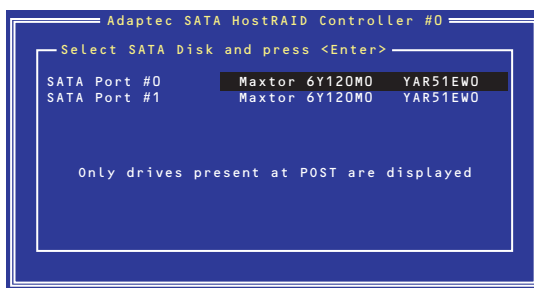 Adaptec SATA HostRAID Controller #0
Select SATA Disk and press <Enter>
SATA Port #0 Maxtor 6Y120M0 YAR51EW0
SATA Port #1 Maxtor 6Y120M0 YAR51EW0
Only drives present at POST are displayed